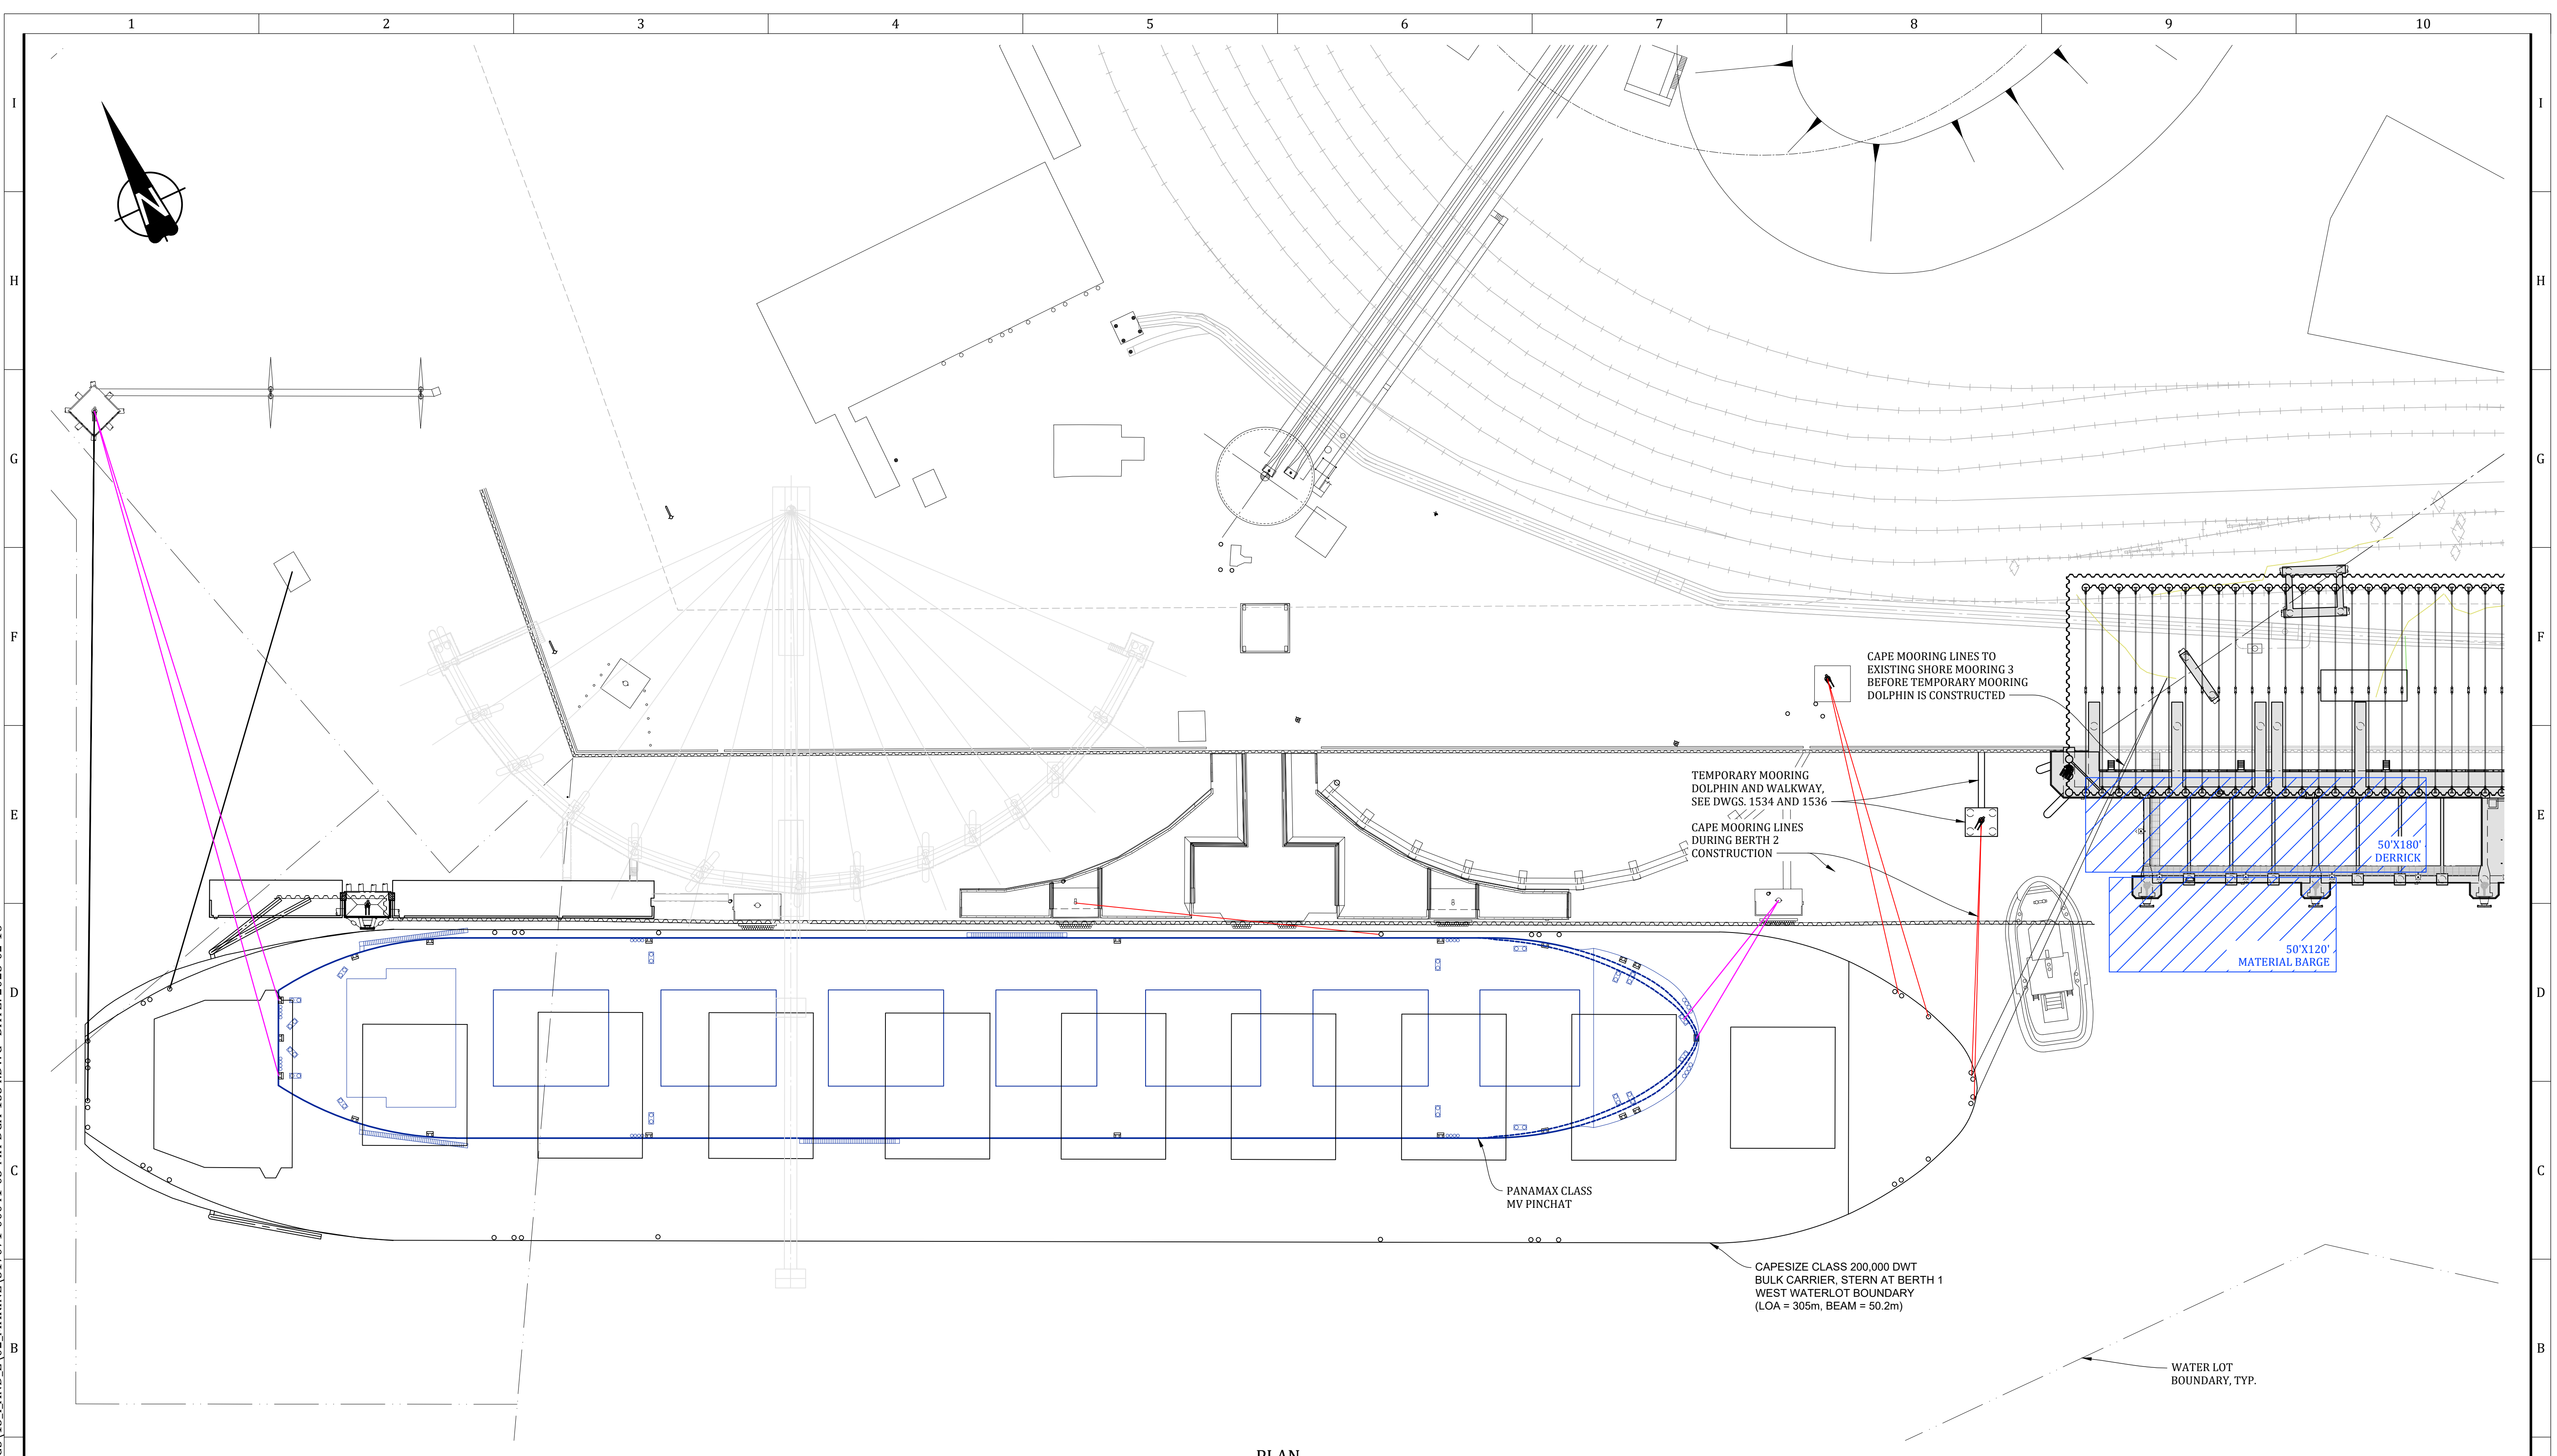 1 2 3 4 5 6 7 8 9 10
I I
N
H H
G G
F F
CAPE MOORING LINES TO
EXISTING SHORE MOORING 3
BEFORE TEMPORARY MOORING
DOLPHIN IS CONSTRUCTED
TEMPORARY MOORING
DOLPHIN AND WALKWAY,
SEE DWGS. 1534 AND 1536
E E
CAPE MOORING LINES
DURING BERTH 2
CONSTRUCTION
50'X180'
DERRICK
50'X120'
MATERIAL BARGE
D D
C C
PANAMAX CLASS
MV PINCHAT
CAPESIZE CLASS 200,000 DWT
BULK CARRIER, STERN AT BERTH 1
WEST WATERLOT BOUNDARY
(LOA = 305m, BEAM = 50.2m)
B B
WATER LOT
BOUNDARY, TYP.
PLAN